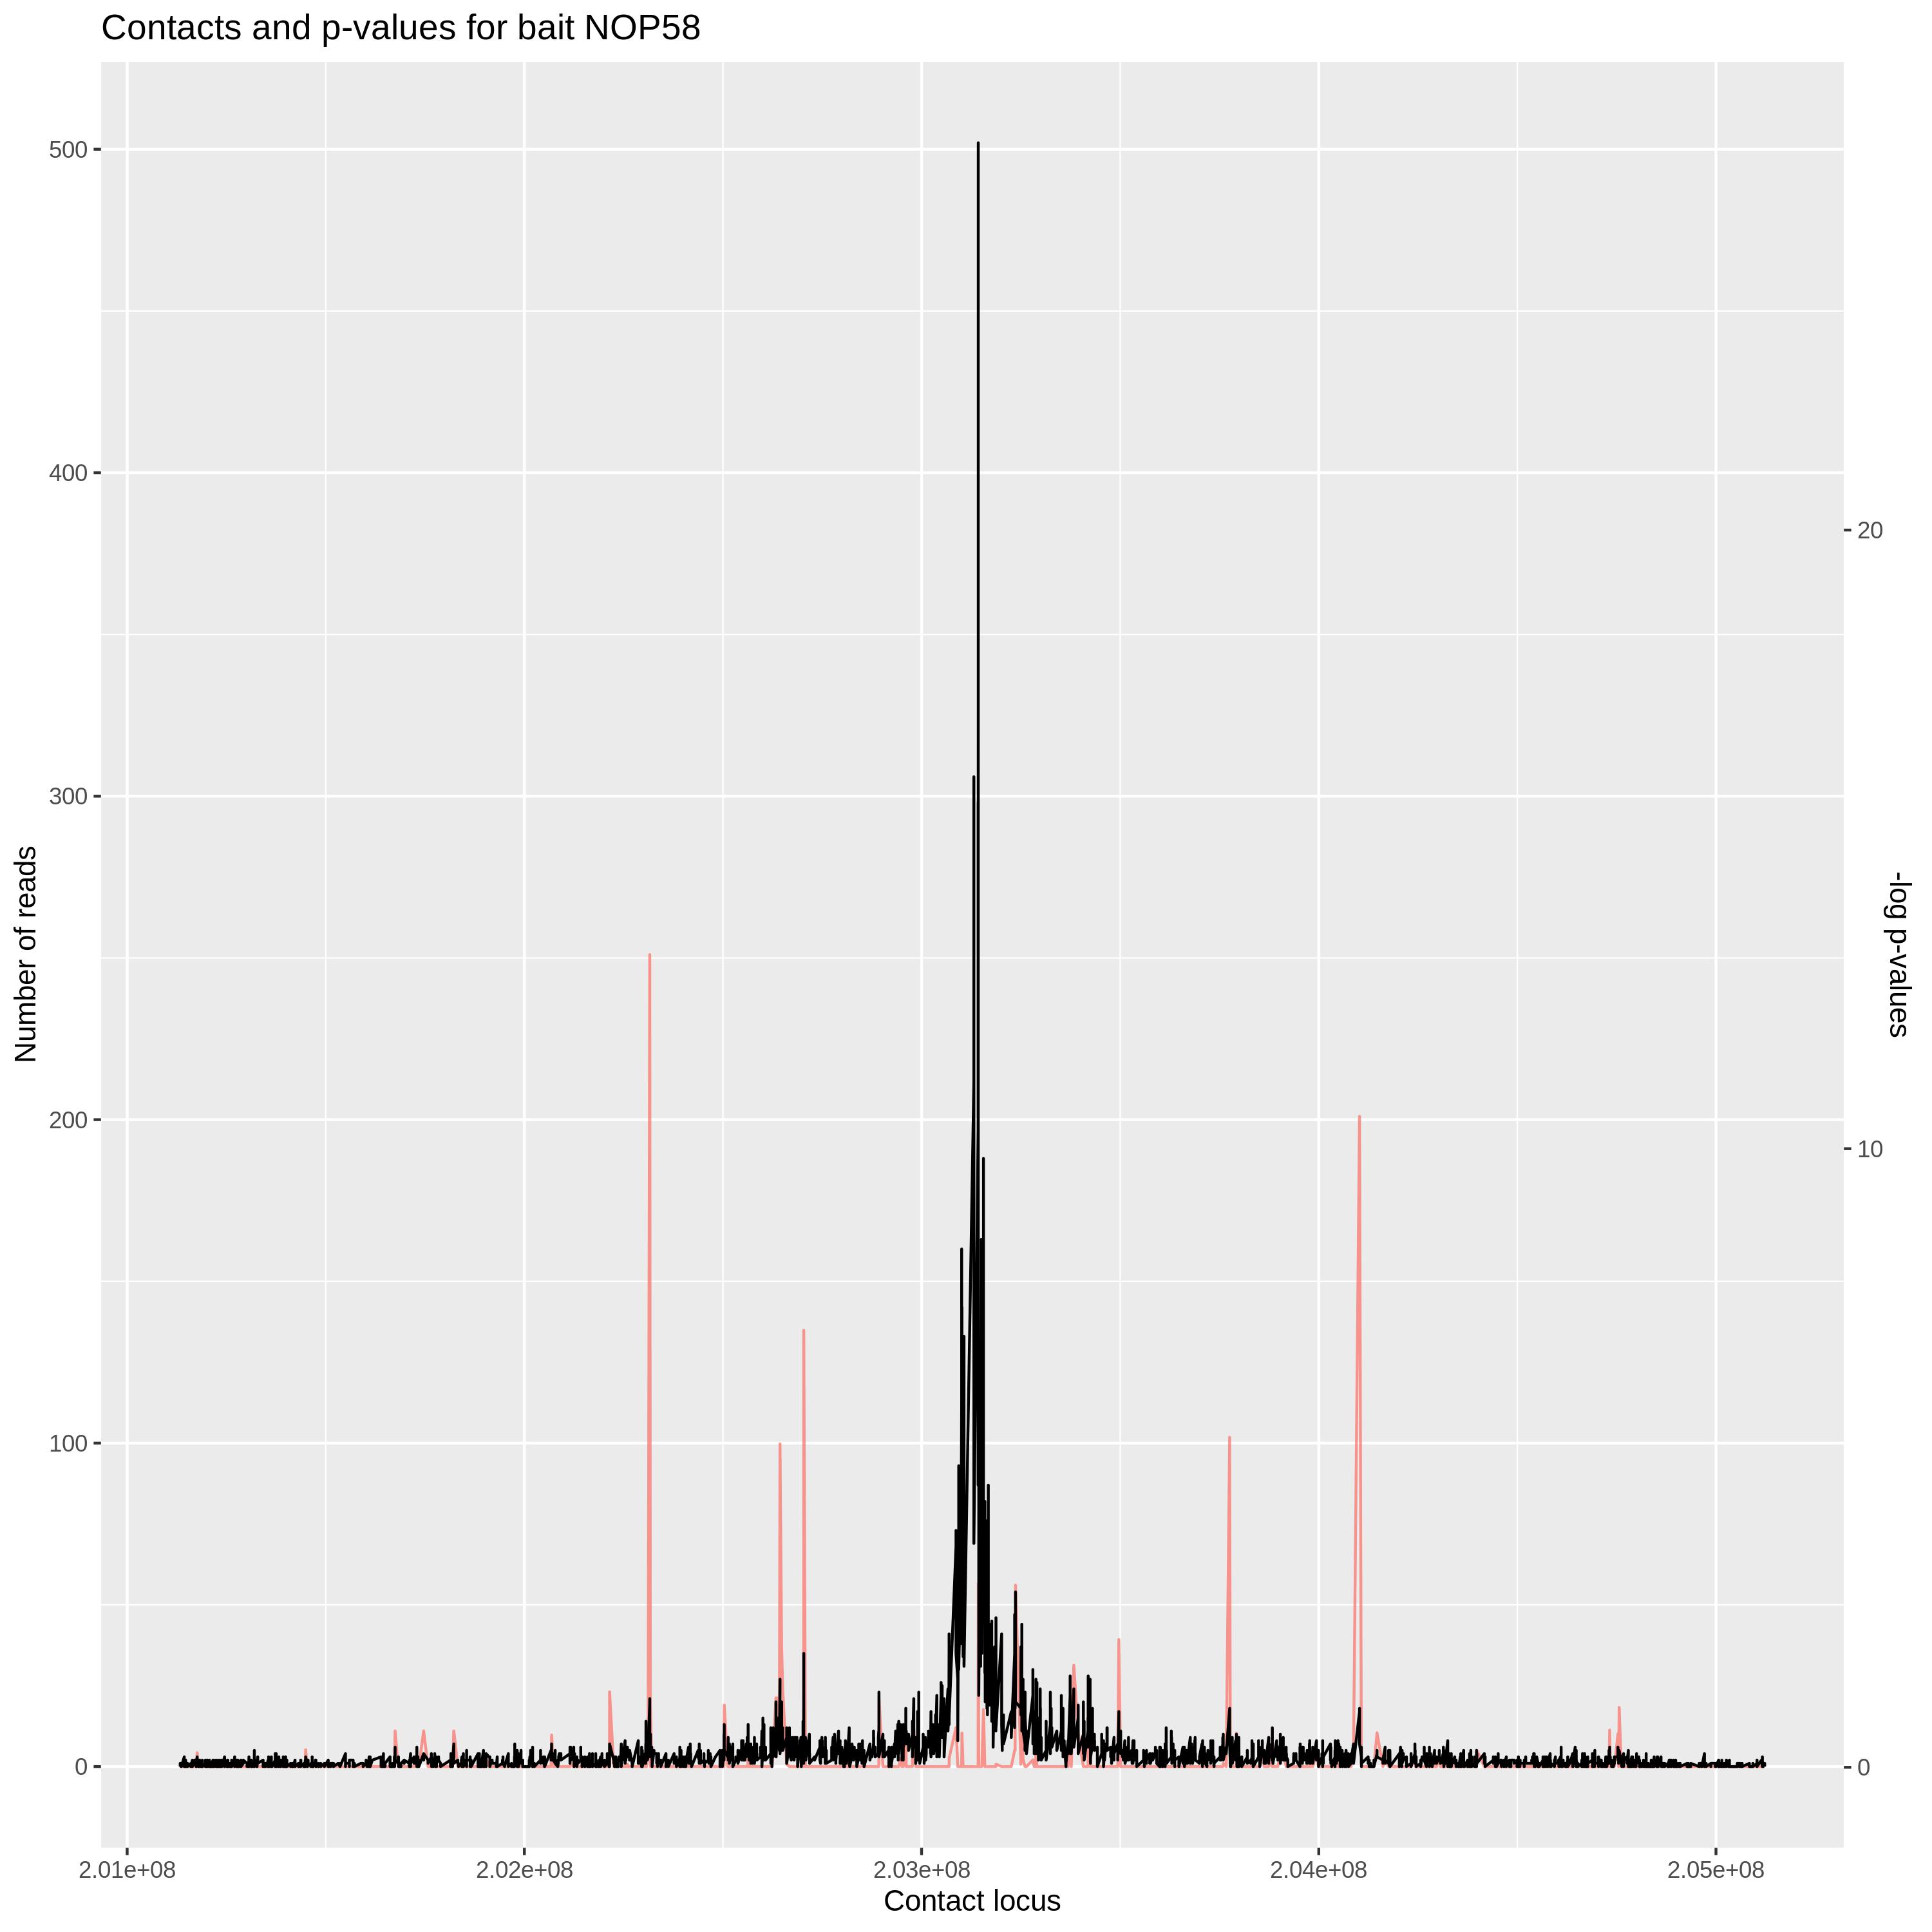 Contacts and p-values for bait NOP58
500
400
300
200
100
0
Number of reads
20
10
0
-log p-values
2.01e+08
2.02e+08
2.03e+08
2.04e+08
2.05e+08
Contact locus